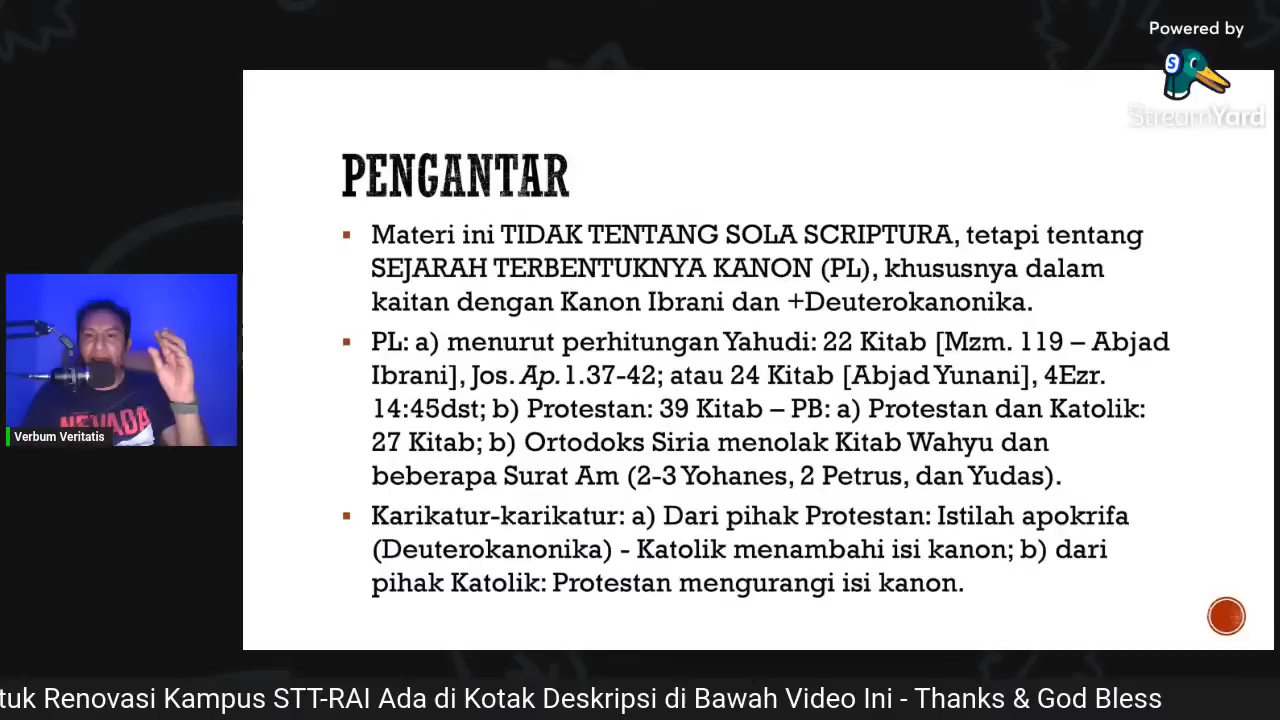 Powered by
S
StreamYard
PENGANTAR
▪ Materi ini TIDAK TENTANG SOLA SCRIPTURA, tetapi tentang
SEJARAH TERBENTUKNYA KANON (PL), khususnya dalam
kaitan dengan Kanon Ibrani dan +Deuterokanonika.
▪ PL: a) menurut perhitungan Yahudi: 22 Kitab [Mzm. 119 – Abjad
Ibrani], Jos. Ap. 1.37-42; atau 24 Kitab [Abjad Yunani], 4Ezr.
14:45dst; b) Protestan: 39 Kitab – PB: a) Protestan dan Katolik:
27 Kitab; b) Ortodoks Siria menolak Kitab Wahyu dan
beberapa Surat Am (2-3 Yohanes, 2 Petrus, dan Yudas).
▪ Karikatur-karikatur: a) Dari pihak Protestan: Istilah apokrifa
(Deuterokanonika) - Katolik menambahi isi kanon; b) dari
pihak Katolik: Protestan mengurangi isi kanon.
NEVADA
Verbum Veritatis
tuk Renovasi Kampus STT-RAI Ada di Kotak Deskripsi di Bawah Video Ini - Thanks & God Bless